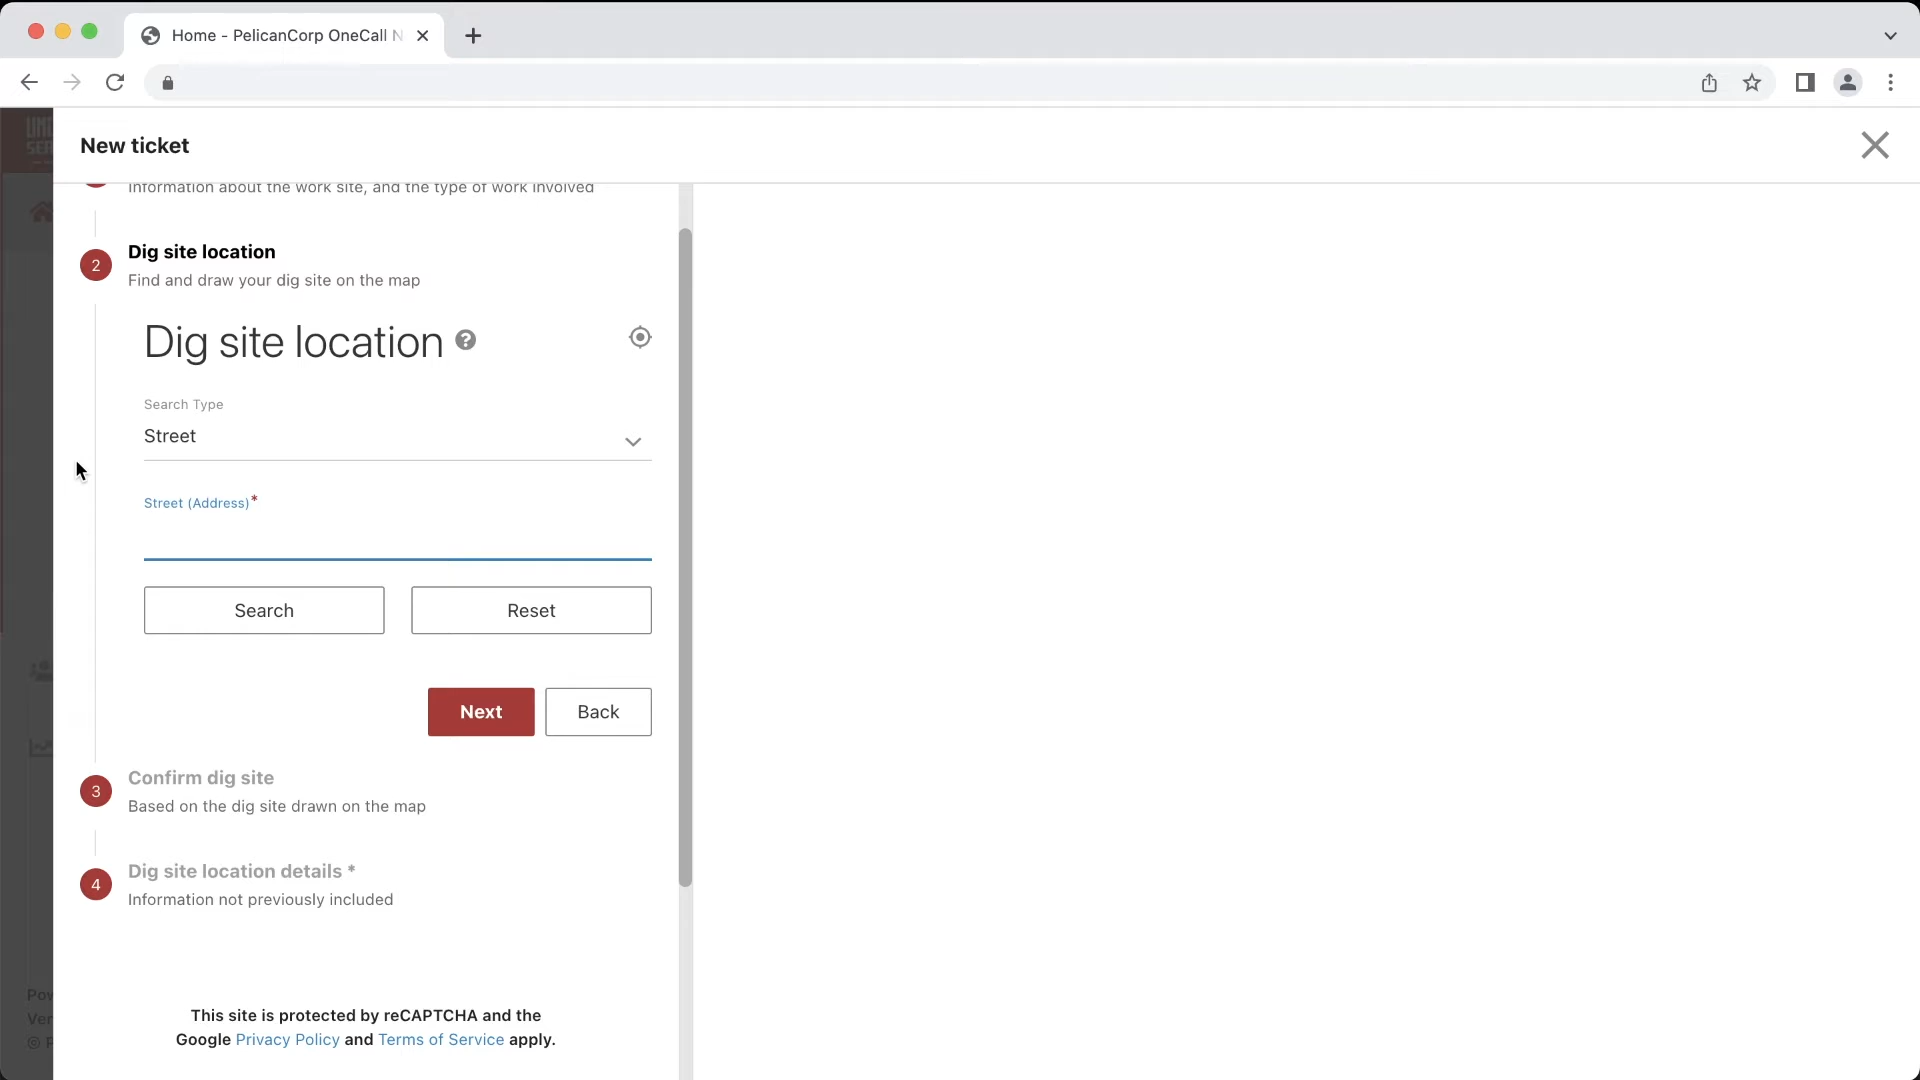 Home - PelicanCorp OneCall N
New ticket
Information about the work site, and the type of work involved
2
Dig site location
Find and draw your dig site on the map
Dig site location ?
Search Type
Street
Street (Address)*
Search
Reset
Next
Back
3
Confirm dig site
Based on the dig site drawn on the map
4
Dig site location details *
Information not previously included
This site is protected by reCAPTCHA and the
Google Privacy Policy and Terms of Service apply.